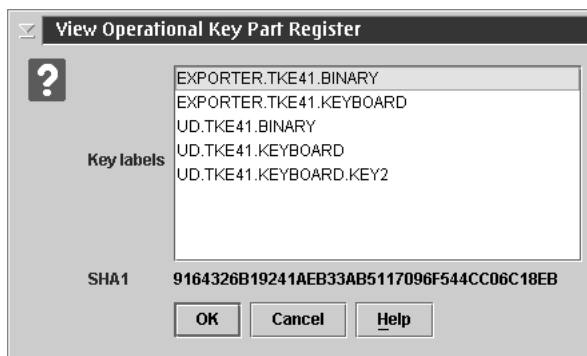 View Operational Key Part Register
EXPORTER.TKE41.BINARY
EXPORTER.TKE41.KEYBOARD
UD.TKE41.BINARY
Key labels
UD.TKE41.KEYBOARD
UD.TKE41.KEYBOARD.KEY2
SHA1 9164326B19241AEB33AB5117096F544CC06C18EB
OK Cancel Help